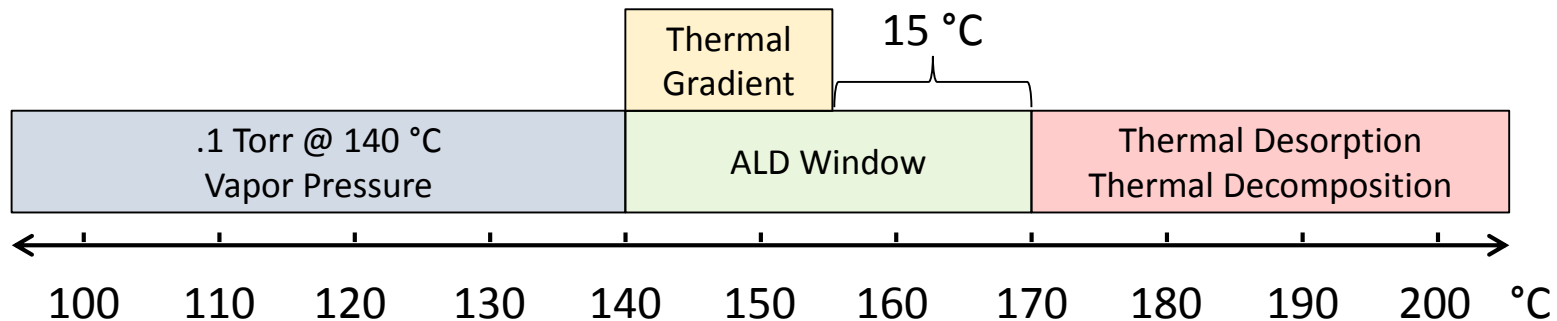 Thermal
Gradient
15 °C
.1 Torr @ 140 °C
Vapor Pressure
ALD Window
Thermal Desorption
Thermal Decomposition
100 110 120 130 140 150 160 170 180 190 200 °C